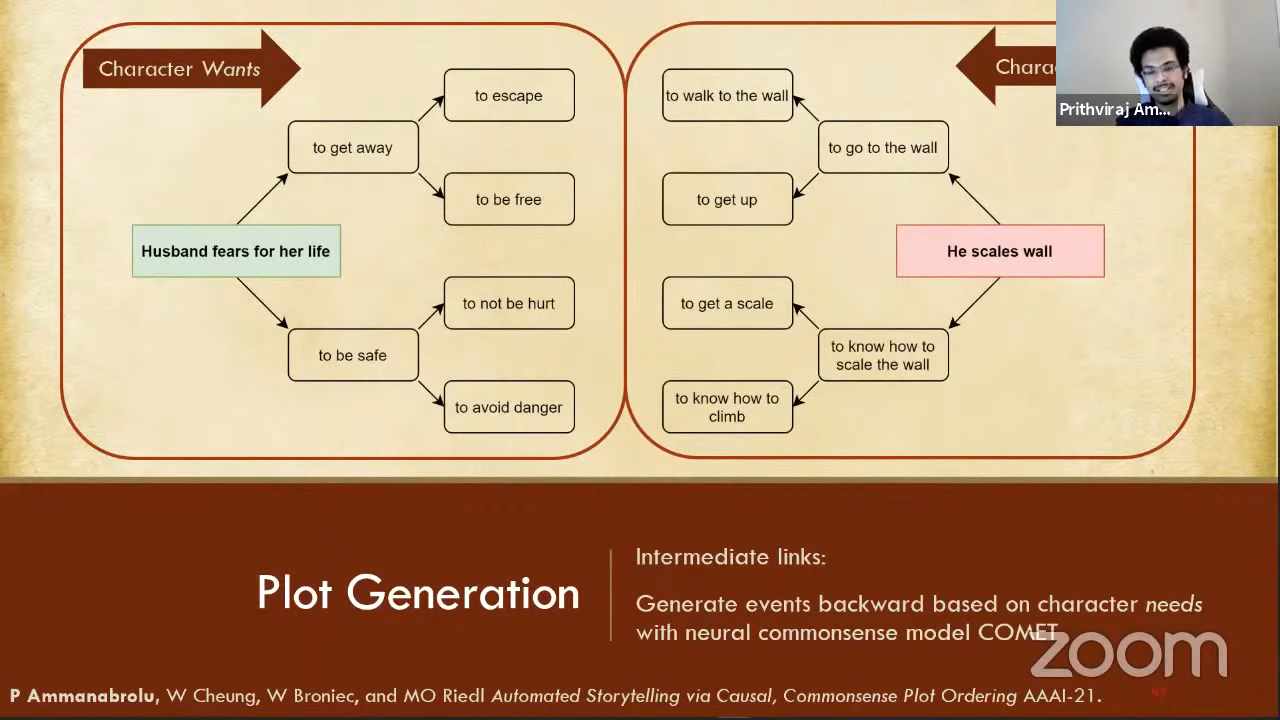 Character Wants
Charac
Prithviraj Am...
to escape
to get away
to be free
Husband fears for her life
to not be hurt
to be safe
to avoid danger
to walk to the wall
to go to the wall
to get up
He scales wall
to get a scale
to know how to
scale the wall
to know how to
climb
Plot Generation
Intermediate links:
Generate events backward based on character needs
with neural commonsense model COMET
zoom
P Ammanabrolu, W Cheung, W Broniec, and MO Riedl Automated Storytelling via Causal, Commonsense Plot Ordering AAAI-21.